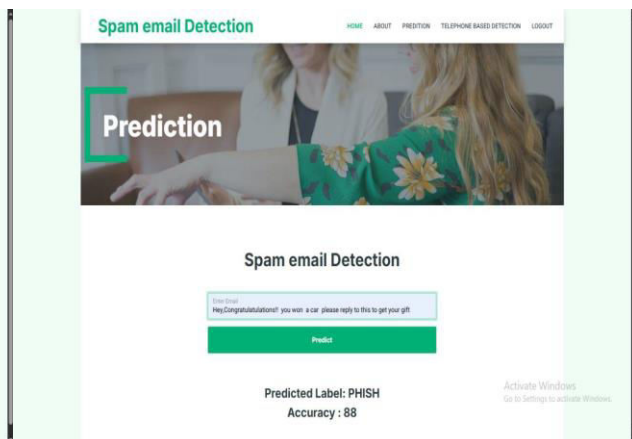 Spam email Detection
HOME ABOUT PREDITION TELEPHONE BASED DETECTION LOGOUT
Prediction
Spam email Detection
Enter Email
Hey,Congratulatulations!! you won a car please reply to this to get your gift
Predict
Predicted Label: PHISH
Accuracy : 88
Activate Windows
Go to Settings to activate Windows.